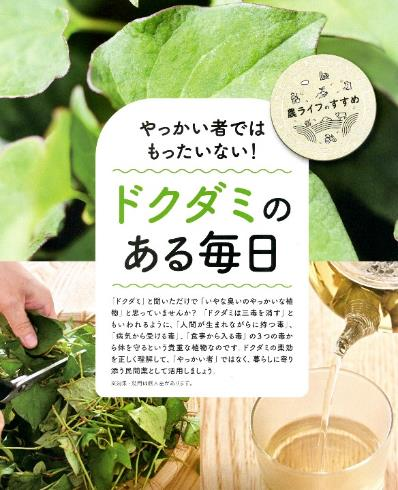 農ライフのすすめ
やっかい者では
もったいない!
ドクダミの
ある毎日
「ドクダミ」と聞いただけで「いやな臭いのやっかいな植
物」と思っていませんか? 「ドクダミは三毒を消す」と
もいわれるように、「人間が生まれながらに持つ毒」、
「病気から受ける毒」、「食事から入る毒」の3つの毒か
ら体を守るという貴重な植物なのです。ドクダミの薬効
を正しく理解して、「やっかい者」ではなく、暮らしに寄り
添う民間薬として活用しましょう。